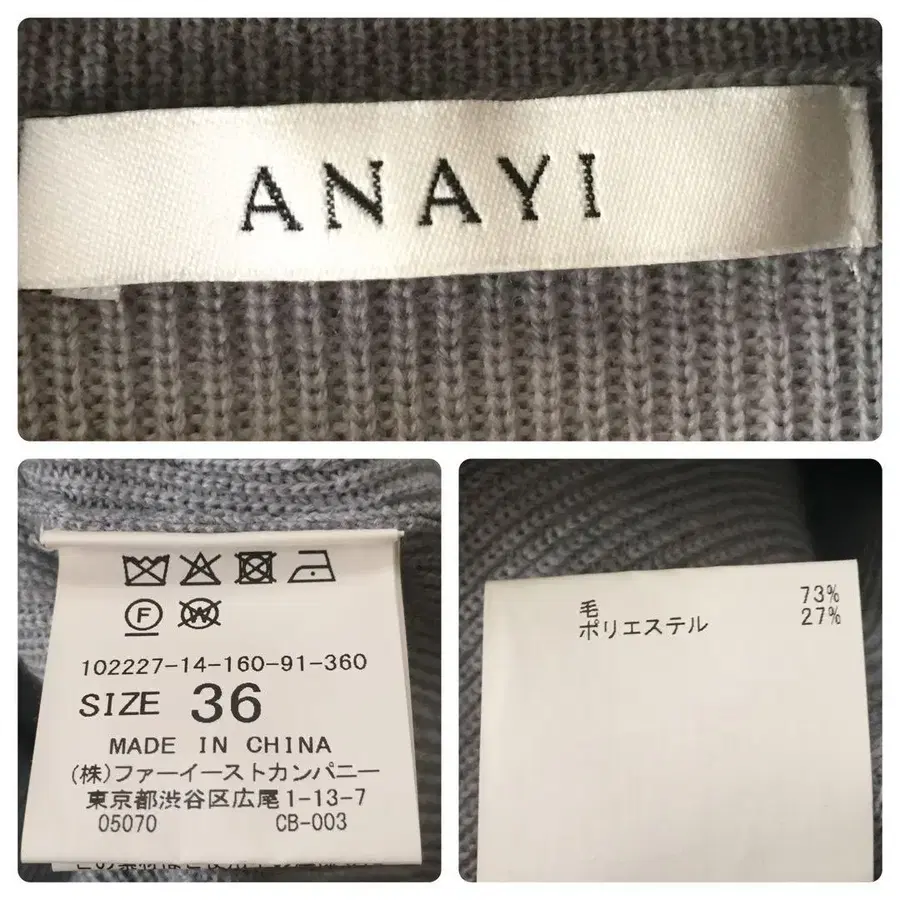 ANAYI
F W
102227-14-160-91-360
SIZE 36
MADE IN CHINA
(株)ファーイーストカンパニー
東京都渋谷区広尾1-13-7
05070 CB-003
毛 73%
ポリエステル 27%